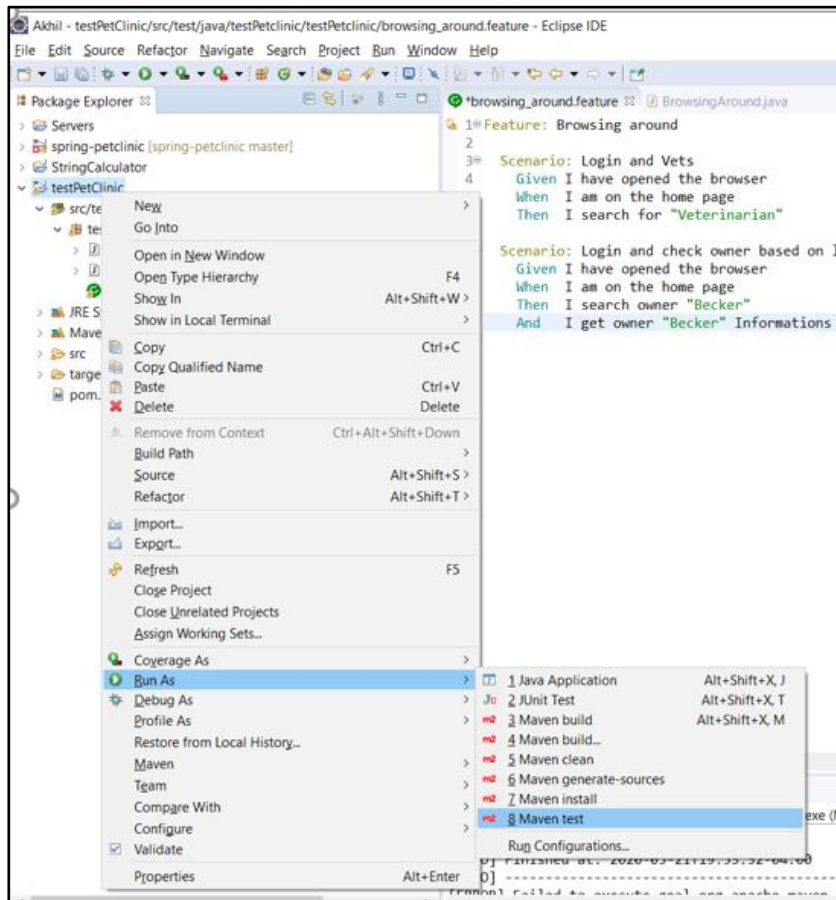 Akhil - testPetClinic/src/test/java/testPetclinic/testPetclinic/browsing_around.feature - Eclipse IDE
File Edit Source Refactor Navigate Search Project Run Window Help
Package Explorer
Servers
spring-petclinic [spring-petclinic master]
StringCalculator
testPetClinic
src/te
tes
JRE S
Mave
src
targe
pom.
*browsing_around.feature
BrowsingAround.java
1 Feature: Browsing around
2
3 Scenario: Login and Vets
4 Given I have opened the browser
When I am on the home page
Then I search for "Veterinarian"
Scenario: Login and check owner based on
Given I have opened the browser
When I am on the home page
Then I search owner "Becker"
And I get owner "Becker" Informations
New
Go Into
Open in New Window
Open Type Hierarchy F4
Show In Alt+Shift+W
Show in Local Terminal
Copy Ctrl+C
Copy Qualified Name
Paste Ctrl+V
Delete Delete
Remove from Context Ctrl+Alt+Shift+Down
Build Path
Source Alt+Shift+S
Refactor Alt+Shift+T
Import...
Export...
Refresh F5
Close Project
Close Unrelated Projects
Assign Working Sets...
Coverage As
Run As
Debug As
Profile As
Restore from Local History...
Maven
Team
Compare With
Configure
Validate
Properties Alt+Enter
1 Java Application Alt+Shift+X, J
Ju 2 JUnit Test Alt+Shift+X, T
m2 3 Maven build Alt+Shift+X, M
m2 4 Maven build...
m2 5 Maven clean
m2 6 Maven generate-sources
m2 7 Maven install
m2 8 Maven test
Run Configurations...
exe (